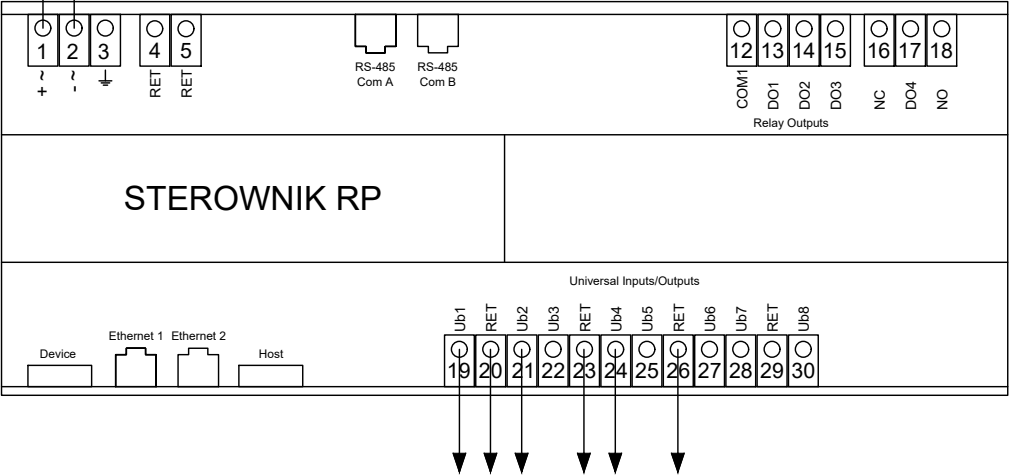 1 2 3 4 5
~ + ~ - RET RET
RS-485 Com A
RS-485 Com B
12 13 14 15 16 17 18
COM1 DO1 DO2 DO3 NC DO4 NO
Relay Outputs
STEROWNIK RP
Universal Inputs/Outputs
Ub1 RET Ub2 Ub3 RET Ub4 Ub5 RET Ub6 Ub7 RET Ub8
19 20 21 22 23 24 25 26 27 28 29 30
Device
Ethernet 1 Ethernet 2
Host